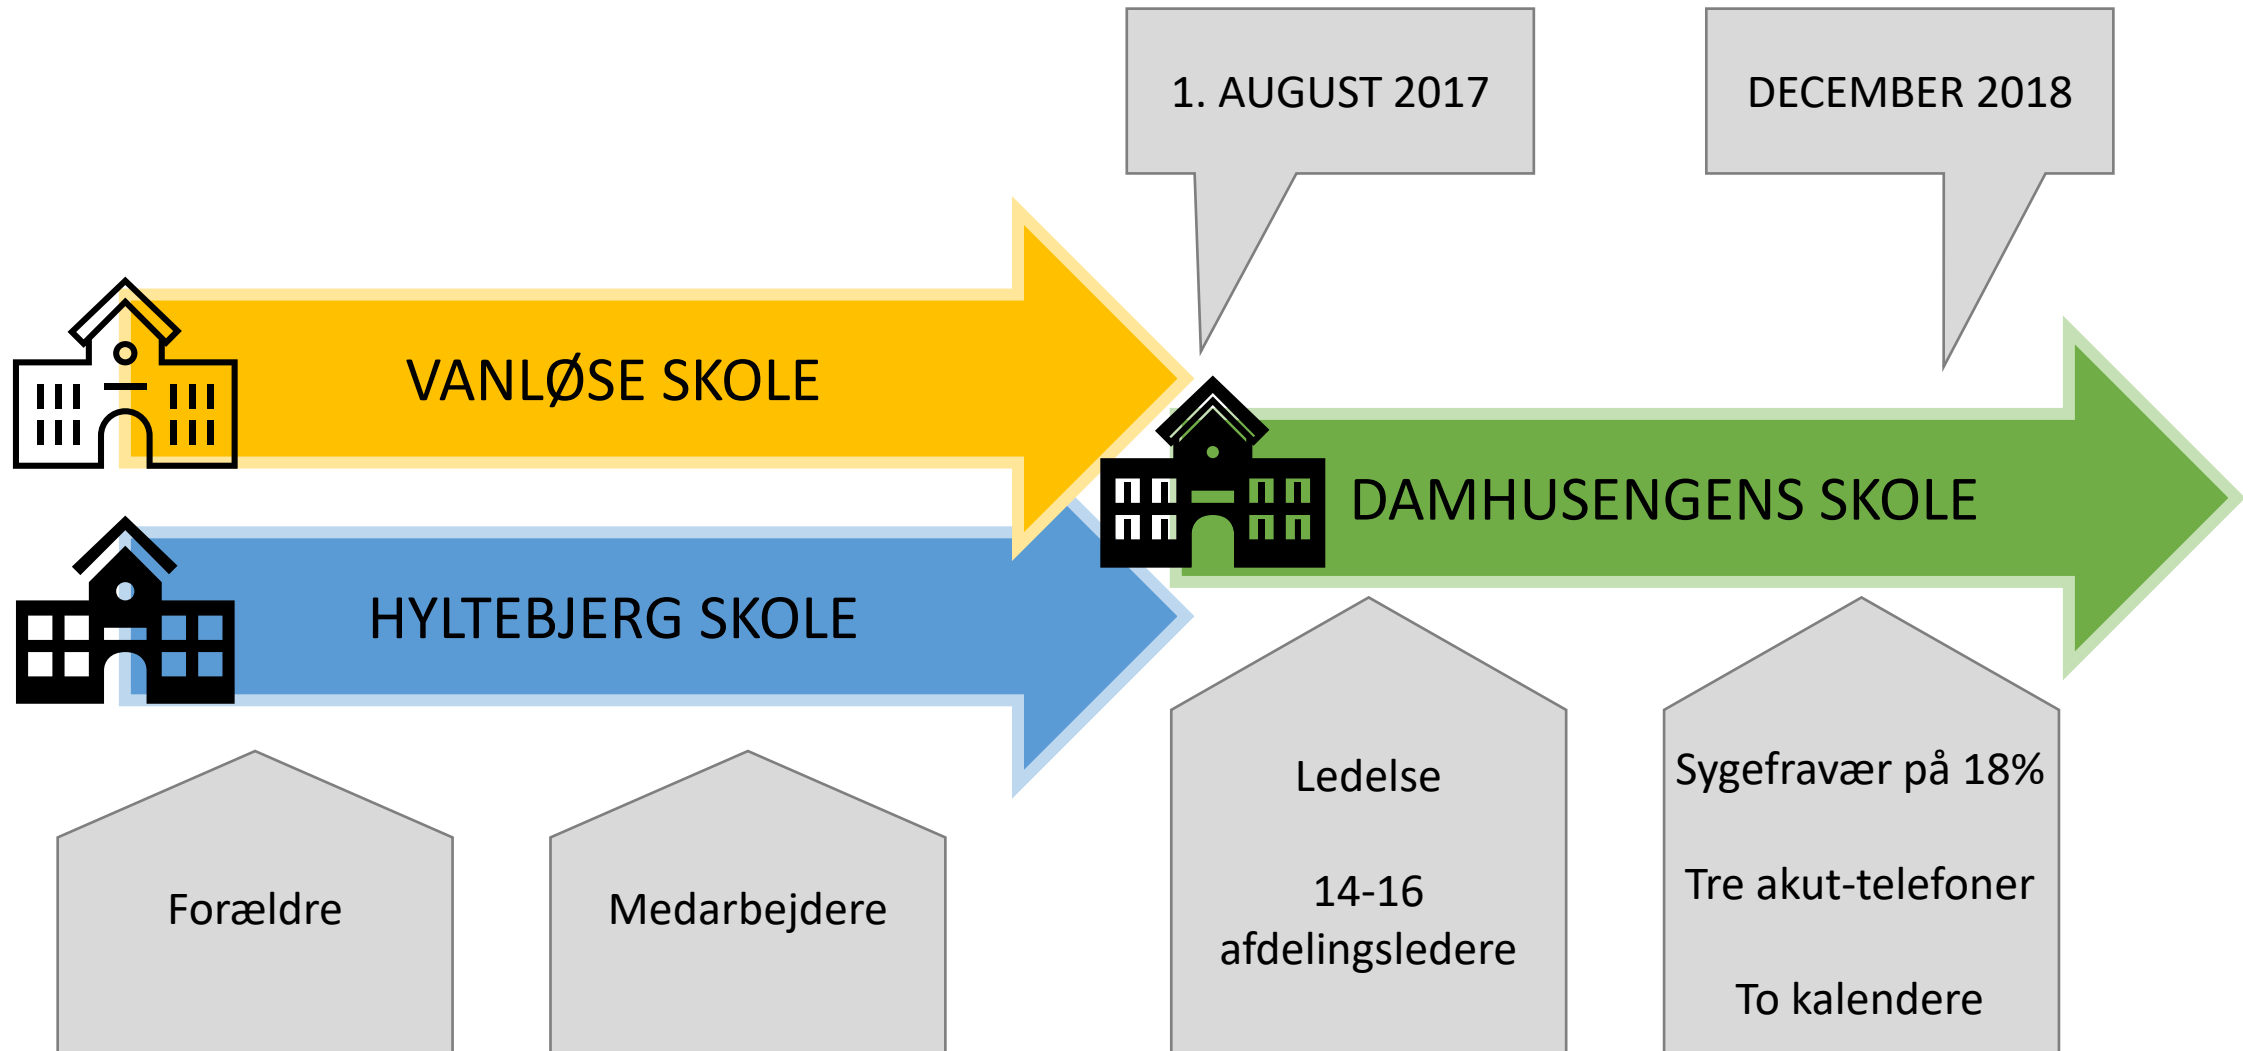 1. AUGUST 2017
DECEMBER 2018
VANLØSE SKOLE
DAMHUSENGENS SKOLE
HYLTEBJERG SKOLE
Forældre
Medarbejdere
Ledelse
14-16
afdelingsledere
Sygefravær på 18%
Tre akut-telefoner
To kalendere